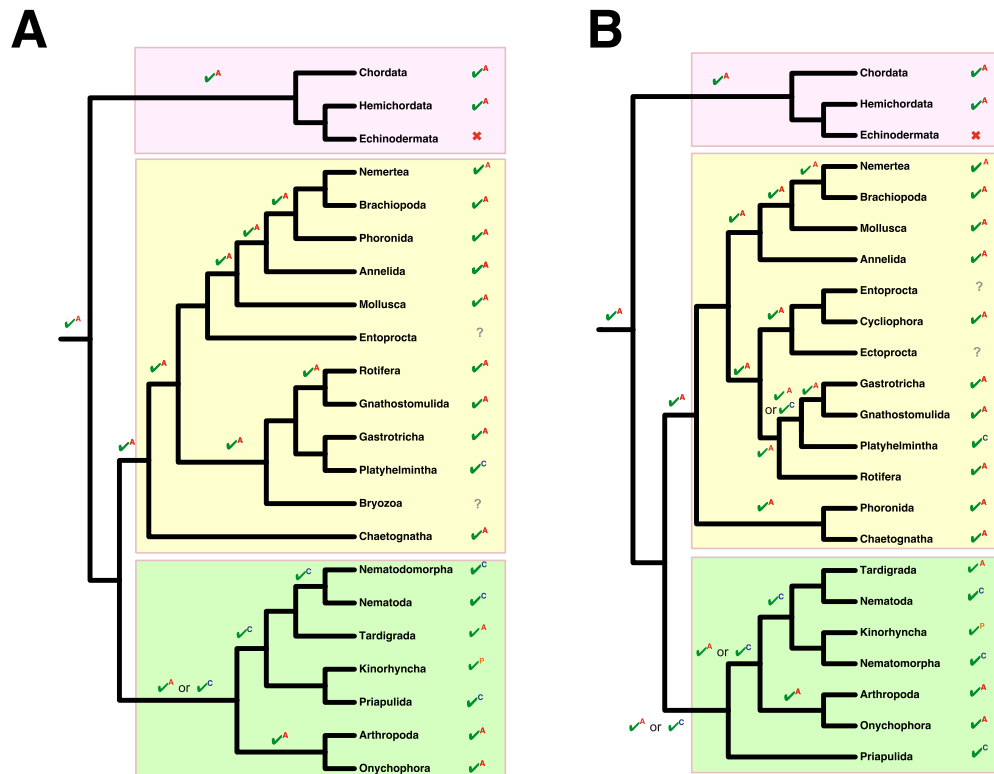 A
B
A
Chordata A
Hemichordata A
Echinodermata
Nemertea A
A
Brachiopoda A
A
Phoronida A
A
Annelida A
Mollusca A
A
Entoprocta ?
A
Rotifera A
A
Gnathostomulida A
Gastrotricha A
A
A
Platyhelmintha C
Bryozoa ?
Chaetognatha A
Nematodomorpha C
C
Nematoda C
C
Tardigrada A
Kinorhyncha P
A or C
Priapulida C
Arthropoda A
A
Onychophora A
A
Chordata A
Hemichordata A
Echinodermata
A
Nemertea A
A
Brachiopoda A
A
Mollusca A
Annelida A
Entoprocta ?
A
A
Cycliophora A
Ectoprocta ?
A
A
A
Gastrotricha A
A
or C
Gnathostomulida A
A
Platyhelmintha C
Rotifera A
A
Phoronida A
Chaetognatha A
Tardigrada A
C
Nematoda C
Kinorhyncha P
A or C
Nematomorpha C
A
Arthropoda A
A or C
Onychophora A
Priapulida C